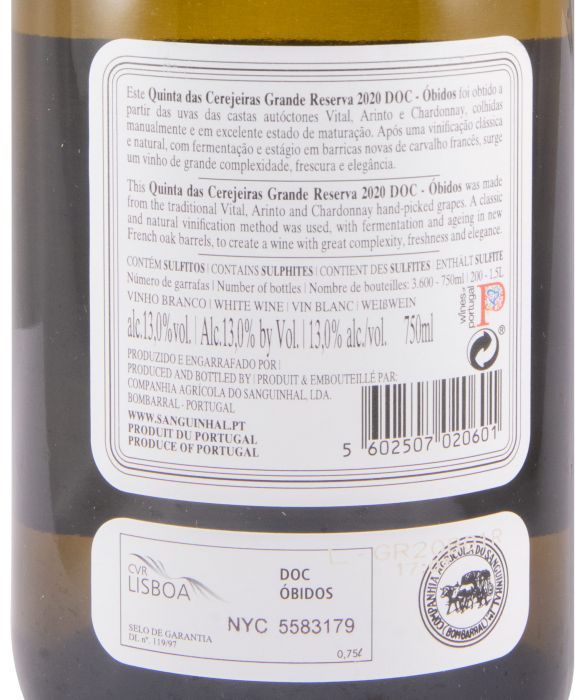 Este Quinta das Cerejeiras Grande Reserva 2020 DOC - Óbidos foi obtido a
partir das uvas das castas autóctones Vital, Arinto e Chardonnay, colhidas
manualmente e em excelente estado de maturação. Após uma vinificação clássica
e natural, com fermentação e estágio em barricas novas de carvalho francês, surge
um vinho de grande complexidade, frescura e elegância.
This Quinta das Cerejeiras Grande Reserva 2020 DOC - Óbidos was made
from the traditional Vital, Arinto and Chardonnay hand-picked grapes. A classic
and natural vinification method was used, with fermentation and ageing in new
French oak barrels, to create a wine with great complexity, freshness and elegance.
CONTÉM SULFITOS | CONTAINS SULPHITES | CONTIENT DES SULFITES ENTHÄLT SULFITE
Número de garrafas | Number of bottles | Nombre de bouteilles: 3.600 - 750ml | 200 - 1.5L
VINHO BRANCO | WHITE WINE | VIN BLANC | WEIßWEIN
alc.13,0%vol. | Alc.13,0% by Vol. | 13,0% alc./vol. 750ml
wines of
portugal
PRODUZIDO E ENGARRAFADO POR |
PRODUCED AND BOTTLED BY | PRODUIT & EMBOUTEILLÉ PAR:
COMPANHIA AGRÍCOLA DO SANGUINHAL, LDA.
BOMBARRAL - PORTUGAL
WWW.SANGUINHAL.PT
PRODUIT DU PORTUGAL
PRODUCE OF PORTUGAL
®
5 602507 020601
CVR
LISBOA
DOC
ÓBIDOS
SELO DE GARANTIA
DL nº. 119/97
NYC 5583179
0,75ℓ
COMPANHIA AGRICOLA DO SANGUINHAL
BOMBARRAL